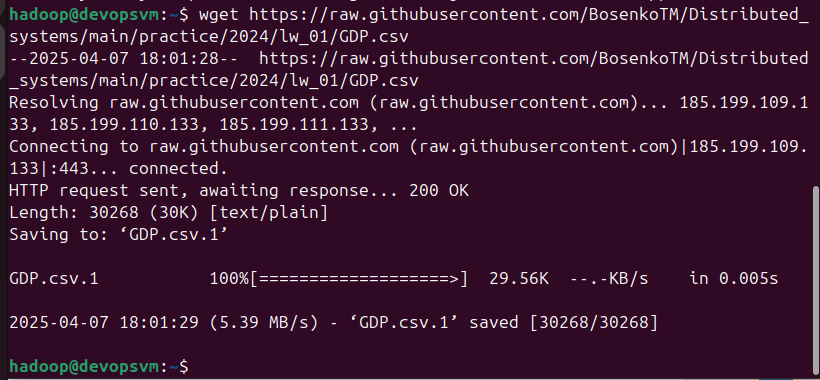 hadoop@devopsvm:~$ wget https://raw.githubusercontent.com/BosenkoTM/Distributed_
systems/main/practice/2024/lw_01/GDP.csv
--2025-04-07 18:01:28--  https://raw.githubusercontent.com/BosenkoTM/Distributed
_systems/main/practice/2024/lw_01/GDP.csv
Resolving raw.githubusercontent.com (raw.githubusercontent.com)... 185.199.109.1
33, 185.199.110.133, 185.199.111.133, ...
Connecting to raw.githubusercontent.com (raw.githubusercontent.com)|185.199.109.
133|:443... connected.
HTTP request sent, awaiting response... 200 OK
Length: 30268 (30K) [text/plain]
Saving to: ‘GDP.csv.1’
GDP.csv.1           100%[===================>]  29.56K  --.-KB/s    in 0.005s
2025-04-07 18:01:29 (5.39 MB/s) - ‘GDP.csv.1’ saved [30268/30268]
hadoop@devopsvm:~$